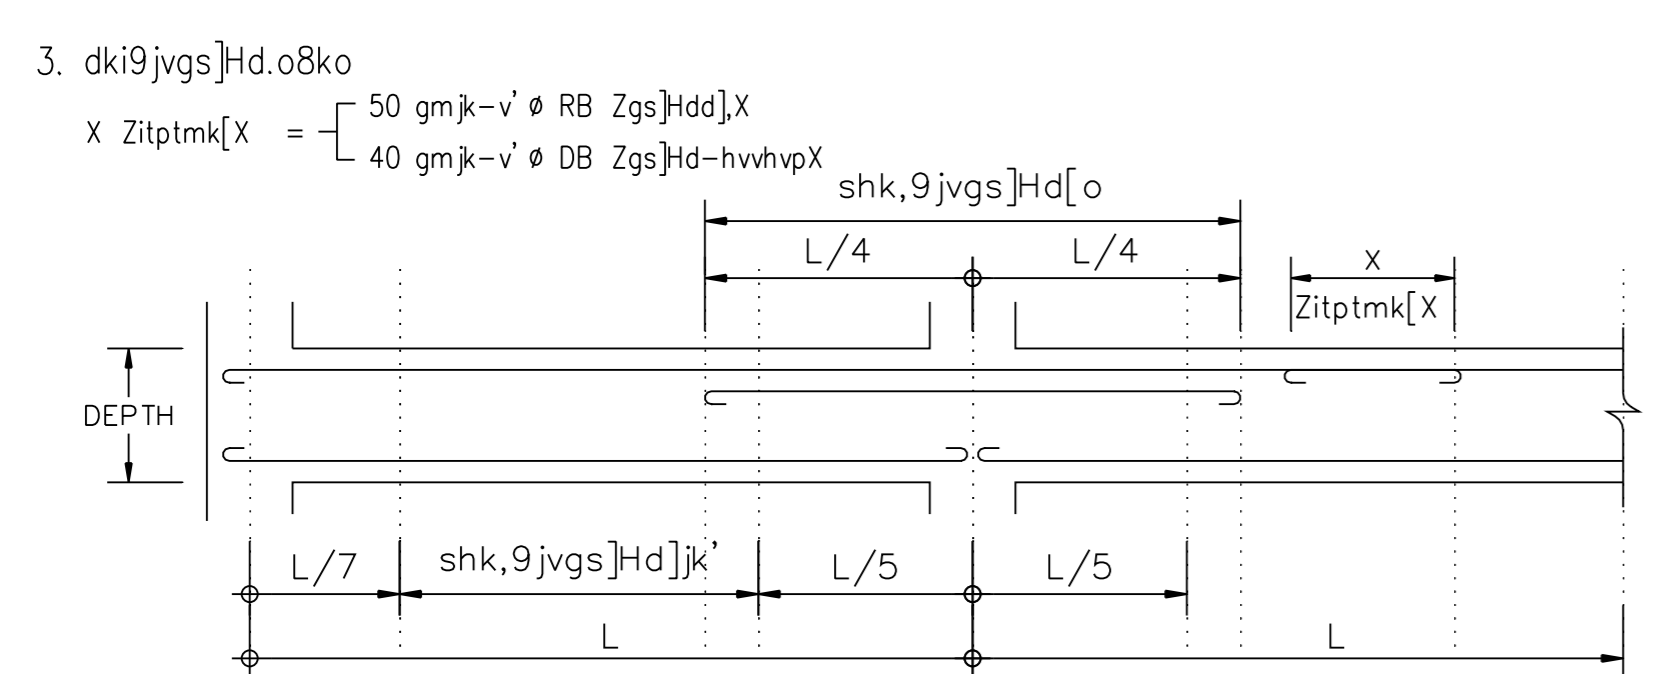 3. dki9jvgs]Hd.o8ko
50 gmjk-v' ø RB Zgs]Hdd],X
X Zitptmk[X =
40 gmjk-v' ø DB Zgs]Hd-hvvhvpX
shk,9jvgs]Hd[o
L/4 L/4 X
Zitptmk[X
DEPTH
L/7 shk,9jvgs]Hd]jk' L/5 L/5
L L